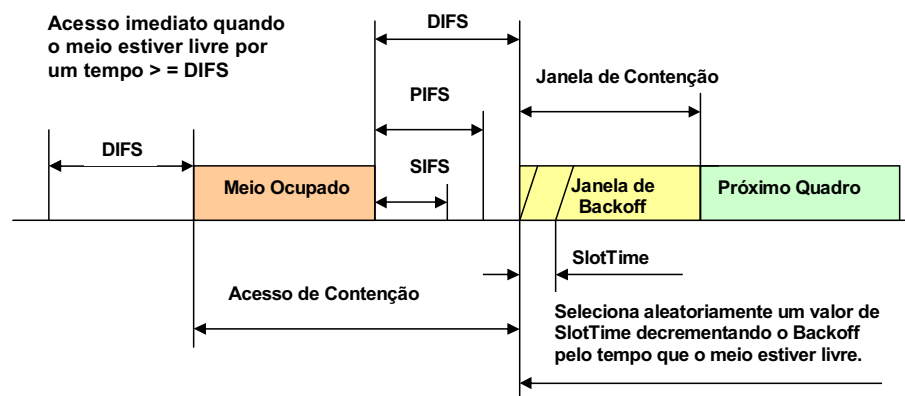 Acesso imediato quando
o meio estiver livre por
um tempo > = DIFS
DIFS
Janela de Contenção
PIFS
DIFS
SIFS
Meio Ocupado
Janela de
Backoff
Próximo Quadro
SlotTime
Acesso de Contenção
Seleciona aleatoriamente um valor de
SlotTime decrementando o Backoff
pelo tempo que o meio estiver livre.